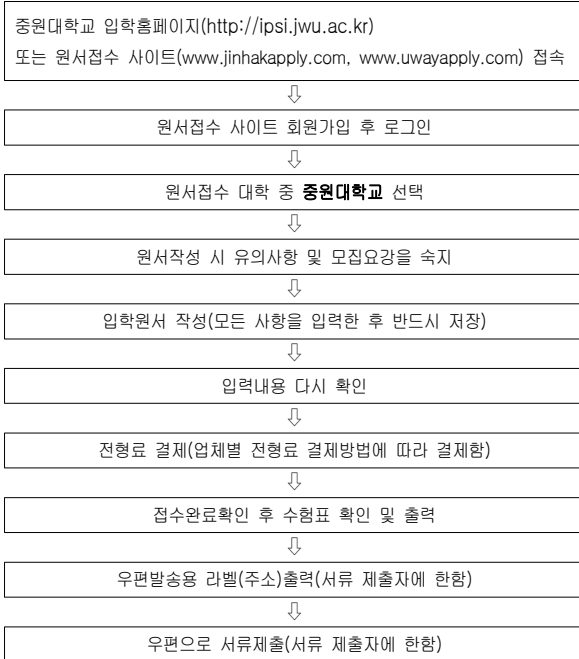 중원대학교 입학홈페이지(http://ipsi.jwu.ac.kr)
또는 원서접수 사이트(www.jinhakapply.com, www.uwayapply.com) 접속
⇩
원서접수 사이트 회원가입 후 로그인
⇩
원서접수 대학 중 중원대학교 선택
⇩
원서작성 시 유의사항 및 모집요강을 숙지
⇩
입학원서 작성(모든 사항을 입력한 후 반드시 저장)
⇩
입력내용 다시 확인
⇩
전형료 결제(업체별 전형료 결제방법에 따라 결제함)
⇩
접수완료확인 후 수험표 확인 및 출력
⇩
우편발송용 라벨(주소)출력(서류 제출자에 한함)
⇩
우편으로 서류제출(서류 제출자에 한함)